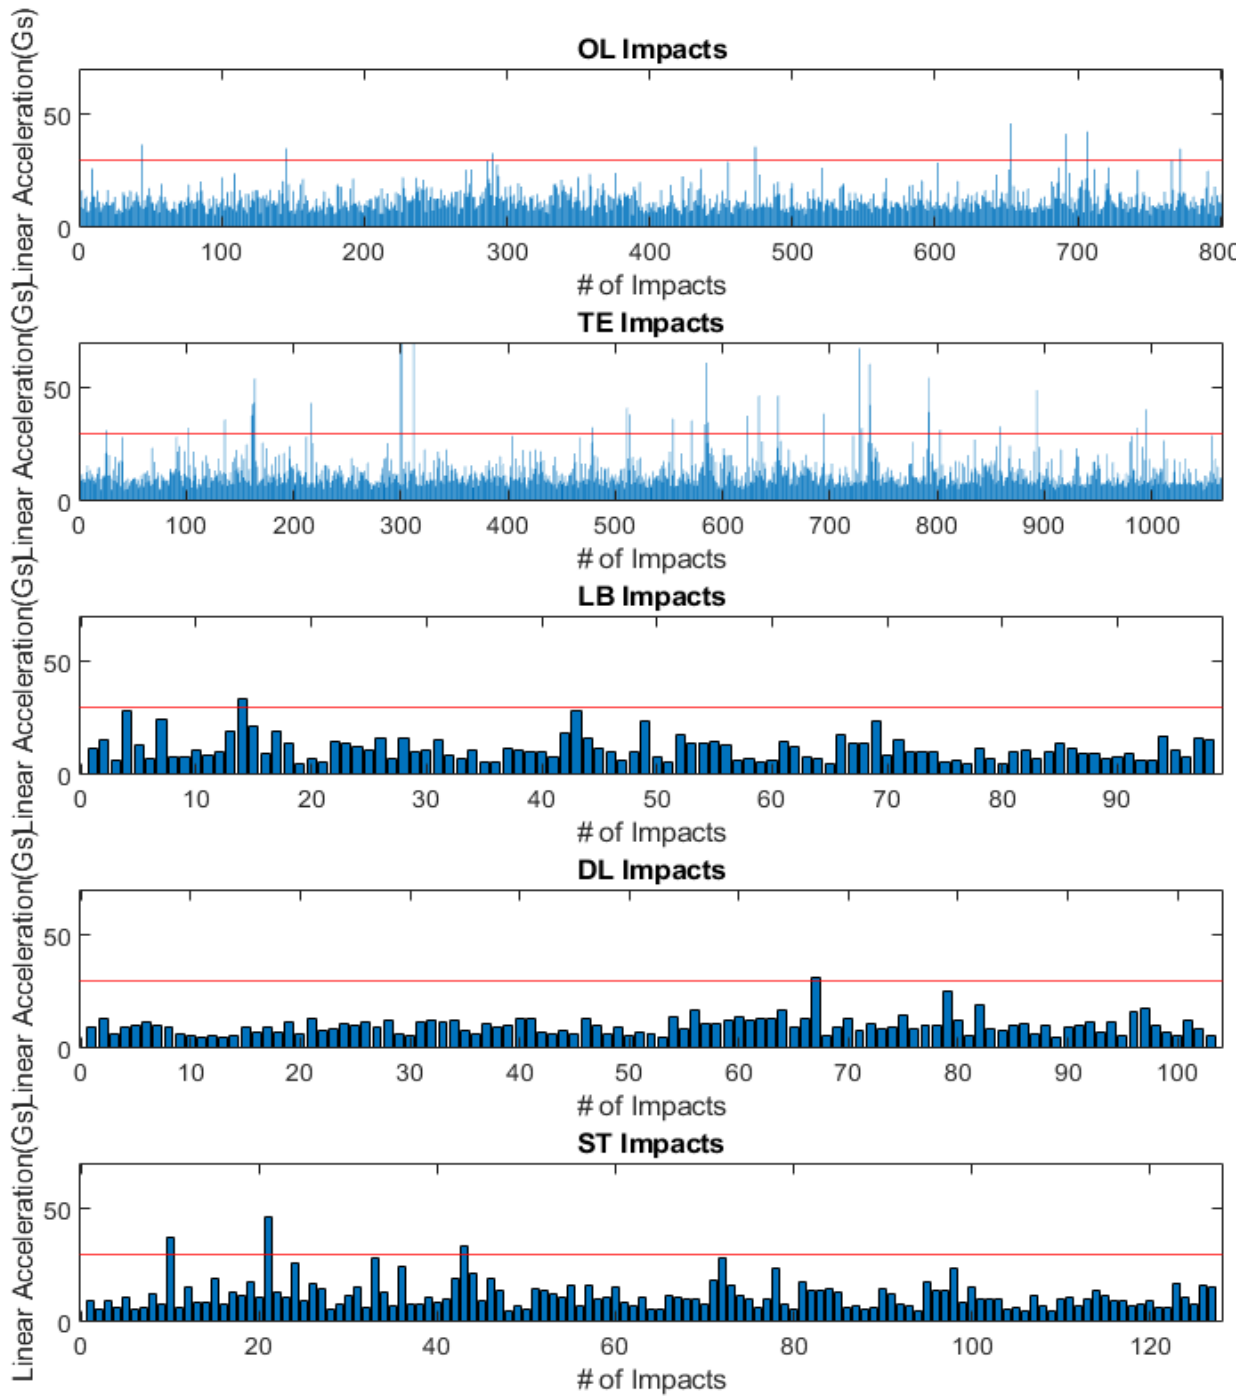 OL Impacts
Linear Acceleration(Gs)
50
0
0 100 200 300 400 500 600 700 800
# of Impacts
TE Impacts
Linear Acceleration(Gs)
50
0
0 100 200 300 400 500 600 700 800 900 1000
# of Impacts
LB Impacts
Linear Acceleration(Gs)
50
0
0 10 20 30 40 50 60 70 80 90
# of Impacts
DL Impacts
Linear Acceleration(Gs)
50
0
0 10 20 30 40 50 60 70 80 90 100
# of Impacts
ST Impacts
Linear Acceleration(Gs)
50
0
0 20 40 60 80 100 120
# of Impacts